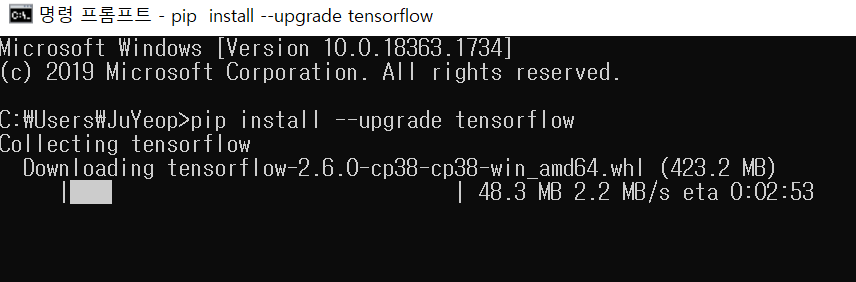 명령 프롬프트 - pip  install --upgrade tensorflow
Microsoft Windows [Version 10.0.18363.1734]
(c) 2019 Microsoft Corporation. All rights reserved.
C:₩Users₩JuYeop>pip install --upgrade tensorflow
Collecting tensorflow
Downloading tensorflow-2.6.0-cp38-cp38-win_amd64.whl (423.2 MB)
|███ | 48.3 MB 2.2 MB/s eta 0:02:53